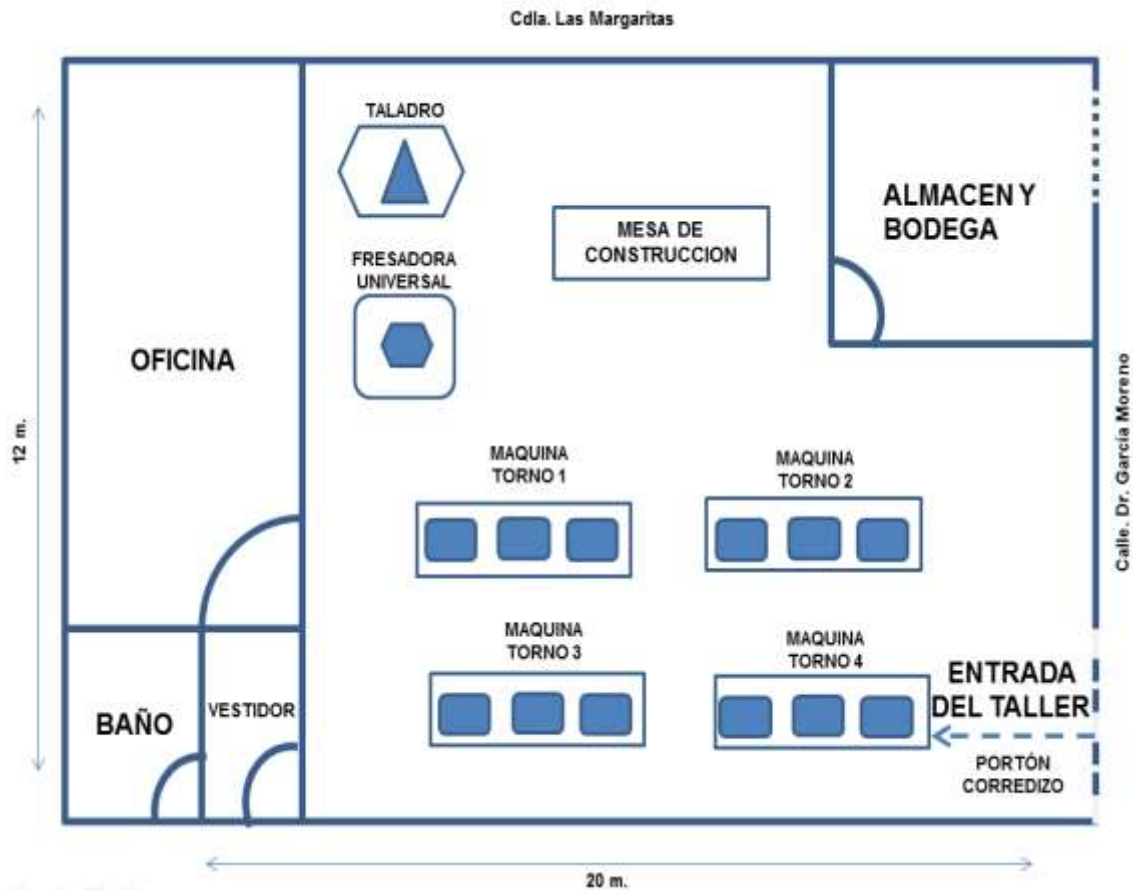 Cdla. Las Margaritas
TALADRO
FRESADORA
UNIVERSAL
MESA DE
CONSTRUCCION
ALMACEN Y
BODEGA
OFICINA
12 m.
Calle. Dr. García Moreno
MAQUINA
TORNO 1
MAQUINA
TORNO 2
MAQUINA
TORNO 3
MAQUINA
TORNO 4
BAÑO
VESTIDOR
ENTRADA
DEL TALLER
PORTÓN
CORREDIZO
20 m.